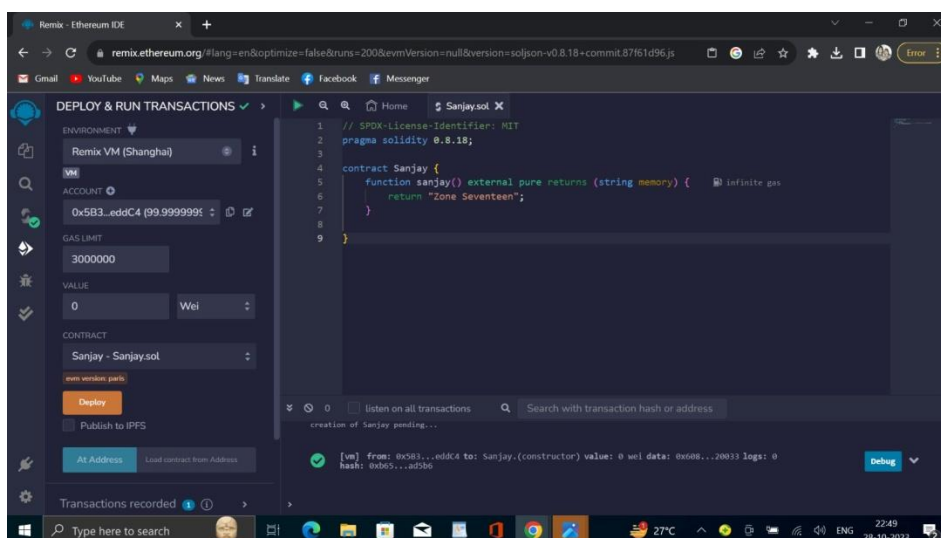 Remix - Ethereum IDE
remix.ethereum.org/#lang=en&optimize=false&runs=200&evmVersion=null&version=soljson-v0.8.18+commit.87f61d96.js
Error
Gmail YouTube Maps News Translate Facebook Messenger
DEPLOY & RUN TRANSACTIONS
ENVIRONMENT
Remix VM (Shanghai)
VM
ACCOUNT
0x5B3...eddC4 (99.9999999
GAS LIMIT
3000000
VALUE
0 Wei
CONTRACT
Sanjay - Sanjay.sol
evm version: paris
Deploy
Publish to IPFS
At Address Load contract from Address
Transactions recorded 1
Home Sanjay.sol
1 // SPDX-License-Identifier: MIT
2 pragma solidity 0.8.18;
3
4 contract Sanjay {
5 function sanjay() external pure returns (string memory) { infinite gas
6 return "Zone Seventeen";
7 }
8
9 }
0 listen on all transactions Search with transaction hash or address
creation of Sanjay pending...
[vm] from: 0x5B3...eddC4 to: Sanjay.(constructor) value: 0 wei data: 0x608...20033 logs: 0
hash: 0xb65...ad5b6
Debug
Type here to search
27°C ENG
22:49
28-10-2023